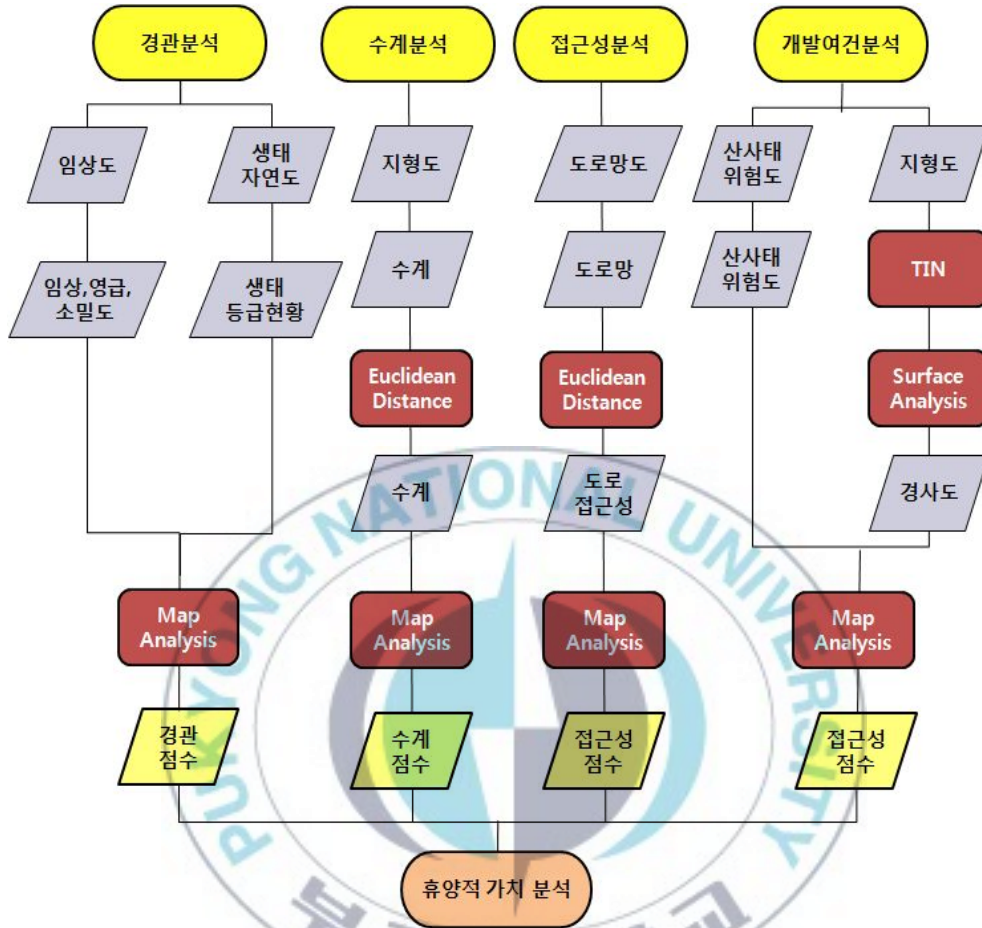 경관분석
수계분석
접근성분석
개발여건분석
임상도
생태
자연도
지형도
도로망도
산사태
위험도
지형도
임상,영급,
소밀도
생태
등급현황
수계
도로망
산사태
위험도
TIN
Euclidean
Distance
Euclidean
Distance
Surface
Analysis
수계
도로
접근성
경사도
Map
Analysis
Map
Analysis
Map
Analysis
Map
Analysis
경관
점수
수계
점수
접근성
점수
접근성
점수
휴양적 가치 분석
PUKYONG NATIONAL UNIVERSITY